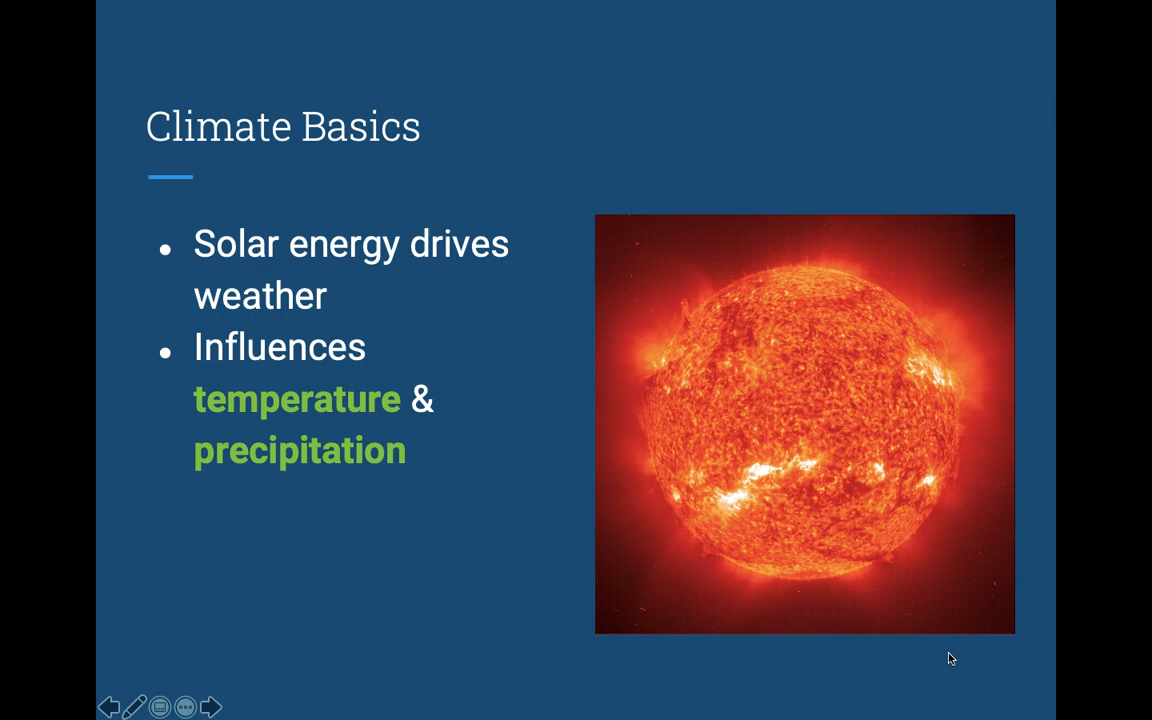 Climate Basics
● Solar energy drives
weather
● Influences
temperature &
precipitation